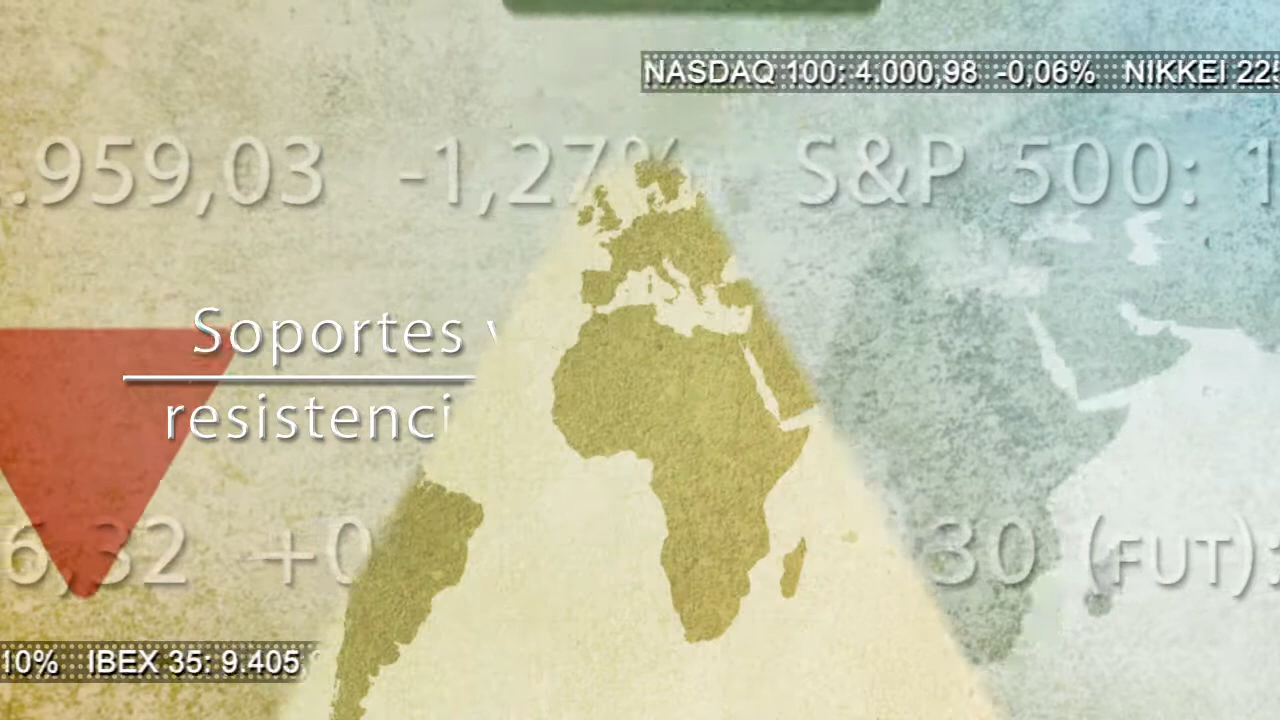 NASDAQ 100: 4.000,98 -0,06% NIKKEI 225
.959,03 -1,27% S&P 500: 1
Soportes y
resistenci
6,32 +0 30 (FUT):
10% IBEX 35: 9.405